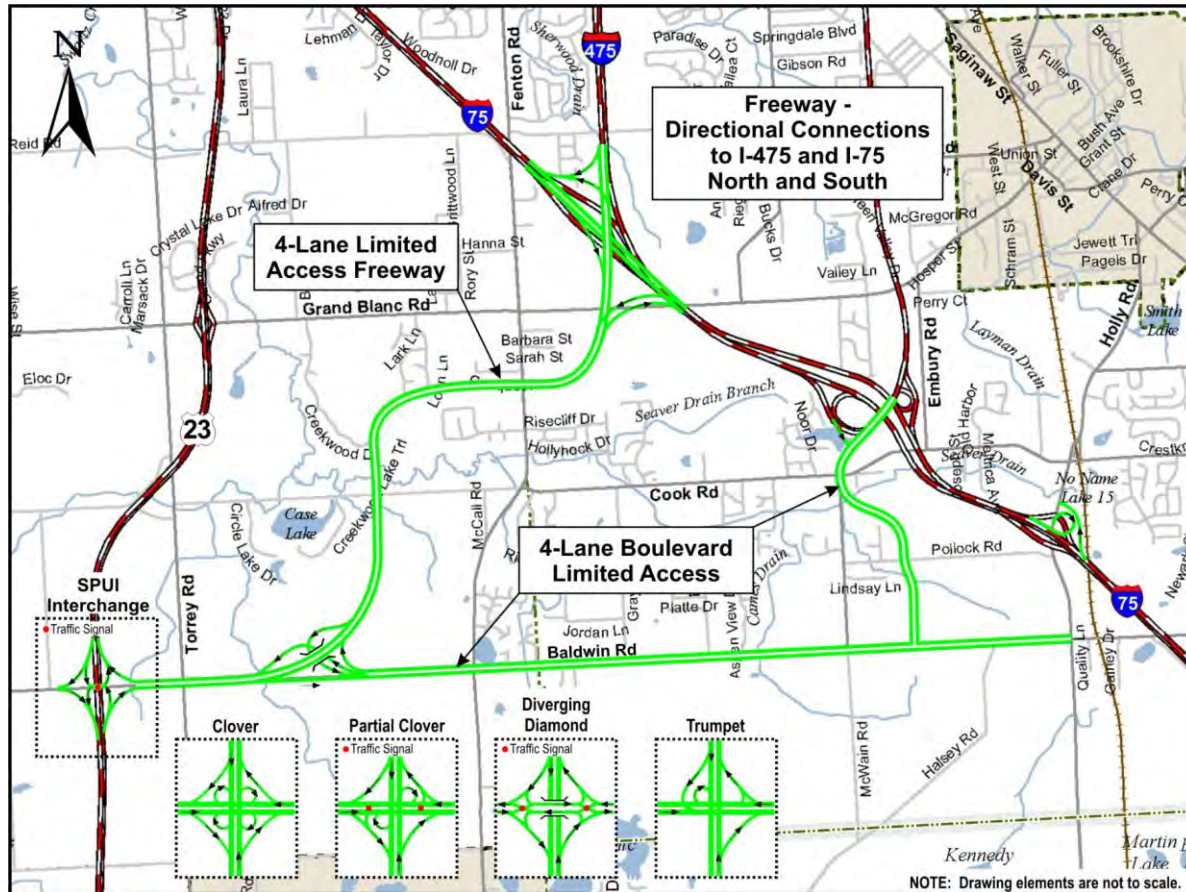 N
Lehman Dr
Taylor Dr
Woodnoll Dr
Laura Ln
Fenton Rd
Sherwood Drain
475
75
Paradise Dr
Springdale Blvd
Gibson Rd
Saginaw St
Walker St
Fuller St
Brookshire Dr
Bush Ave
Grant St
Union St
West St
Davis St
Crane Dr
Freeway -
Directional Connections
to I-475 and I-75
North and South
Reid Rd
Crystal Lake Dr
Alfred Dr
Carroll Ln
Marsack Dr
4-Lane Limited
Access Freeway
Hanna St
Rory St
Grand Blanc Rd
Bucks Dr
McGregor Rd
Valley Ln
Perry Ct
Schram St
Jewett Trl
Holly Rd
Smith
Lake
Embury Rd
Layman Drain
Barbara St
Sarah St
Lark Ln
Eloc Dr
23
Creekwood D
Risecliff Dr
Hollyhock Dr
Seaver Drain Branch
Noor Dr
Cook Rd
McCall Rd
Case
Lake
Circle Lake Dr
No Name
Lake 15
Pollock Rd
Lindsay Ln
4-Lane Boulevard
Limited Access
Platte Dr
Jordan Ln
Baldwin Rd
75
Quality Ln
Torrey Rd
SPUI
Interchange
Traffic Signal
McWain Rd
Halsey Rd
Clover
Partial Clover
Traffic Signal
Diverging
Diamond
Traffic Signal
Trumpet
Kennedy
Lake
NOTE: Drawing elements are not to scale.